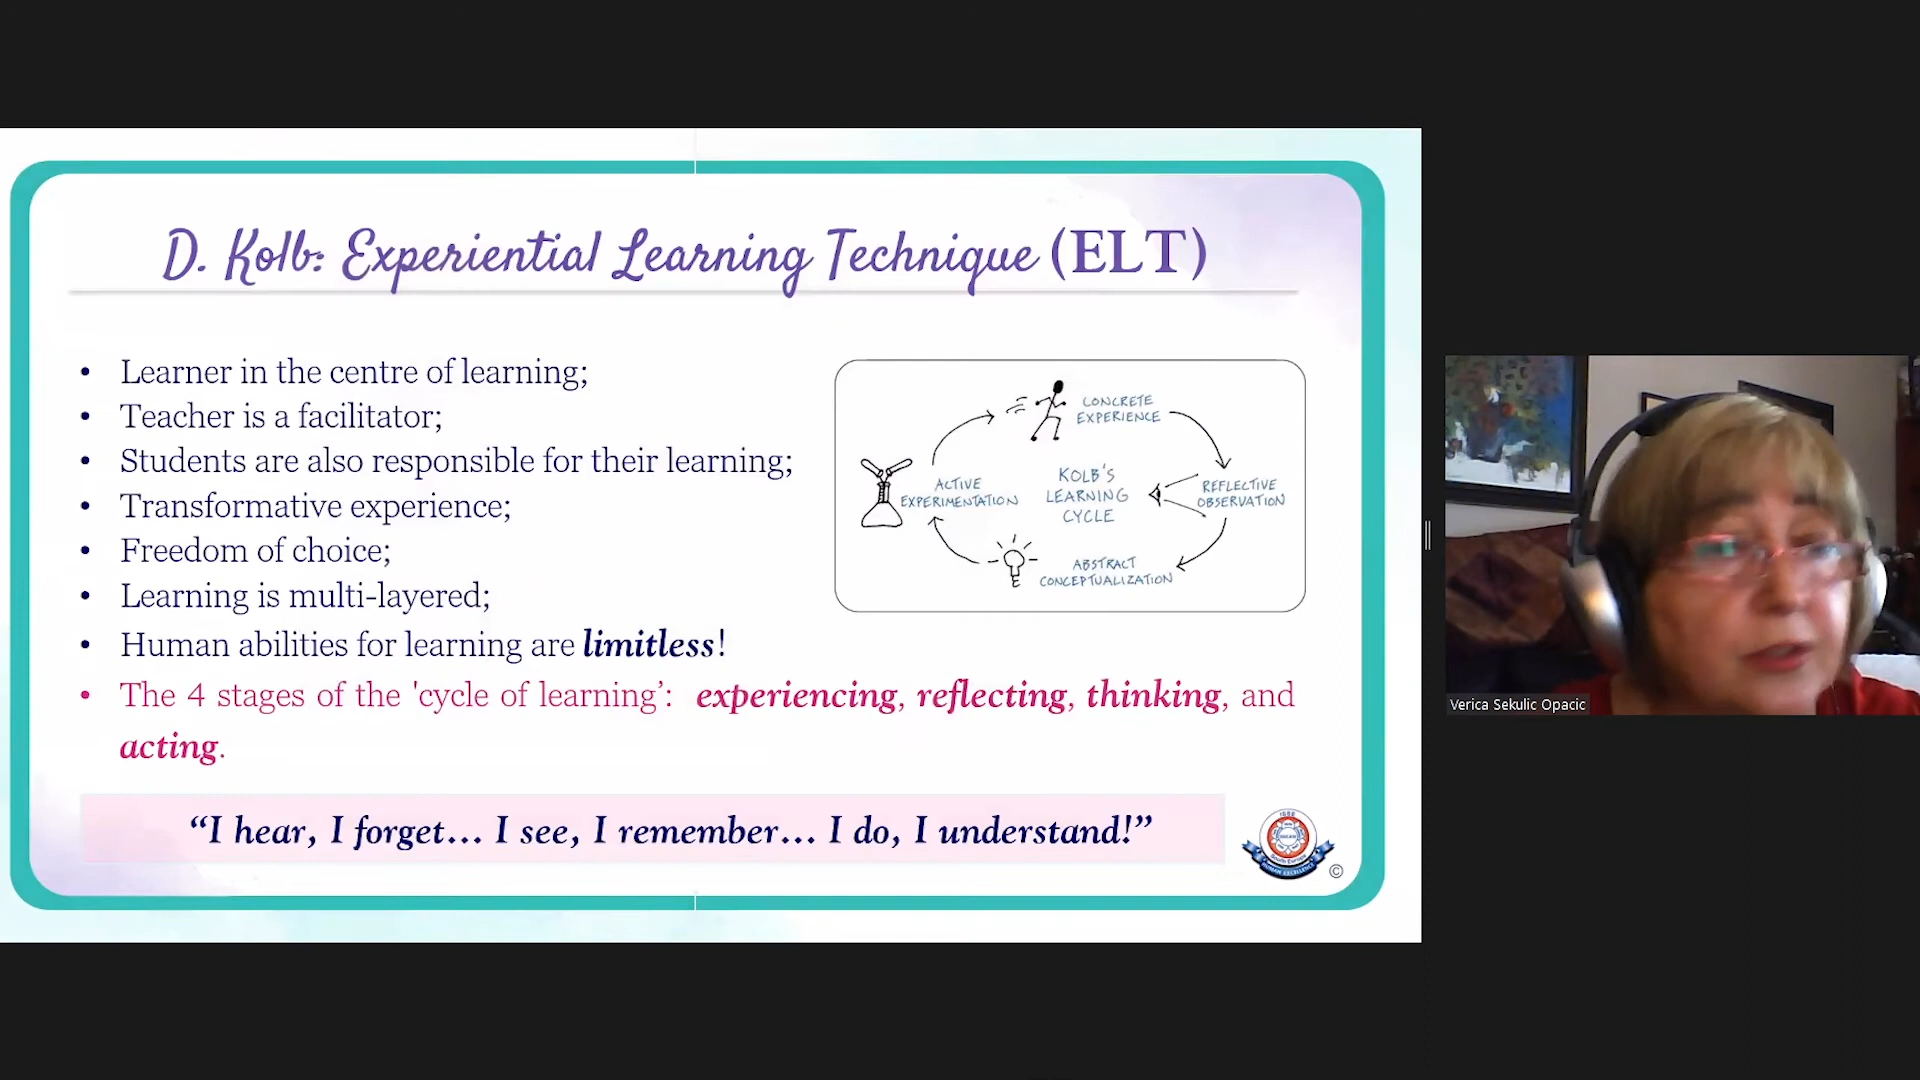 D. Kolb: Experiential Learning Technique (ELT)
• Learner in the centre of learning;
• Teacher is a facilitator;
• Students are also responsible for their learning;
• Transformative experience;
• Freedom of choice;
• Learning is multi-layered;
• Human abilities for learning are limitless!
• The 4 stages of the 'cycle of learning’: experiencing, reflecting, thinking, and
acting.
CONCRETE
EXPERIENCE
REFLECTIVE
OBSERVATION
ABSTRACT
CONCEPTUALIZATION
ACTIVE
EXPERIMENTATION
KOLB'S
LEARNING
CYCLE
“I hear, I forget... I see, I remember... I do, I understand!”
HUMAN EXCELLENCE
©
Verica Sekulic Opacic